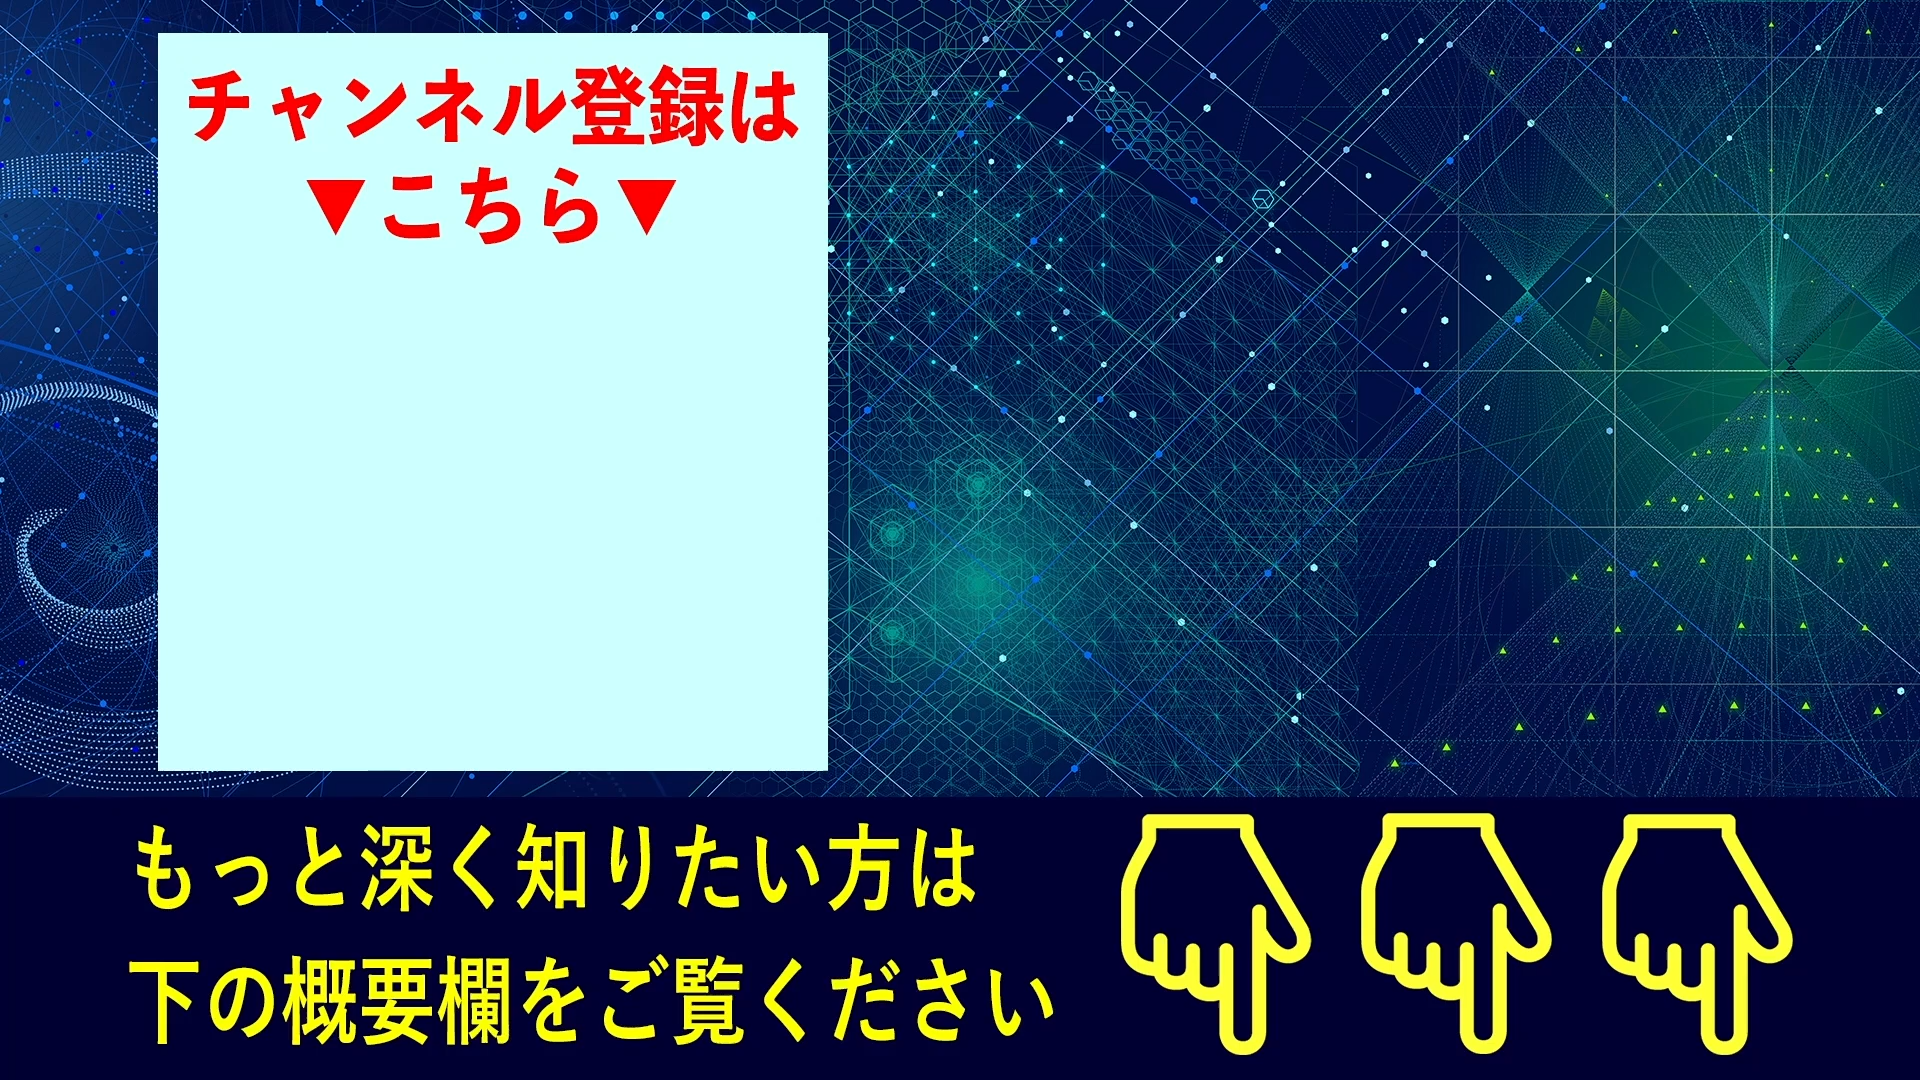 チャンネル登録は
▼こちら▼
もっと深く知りたい方は
下の概要欄をご覧ください